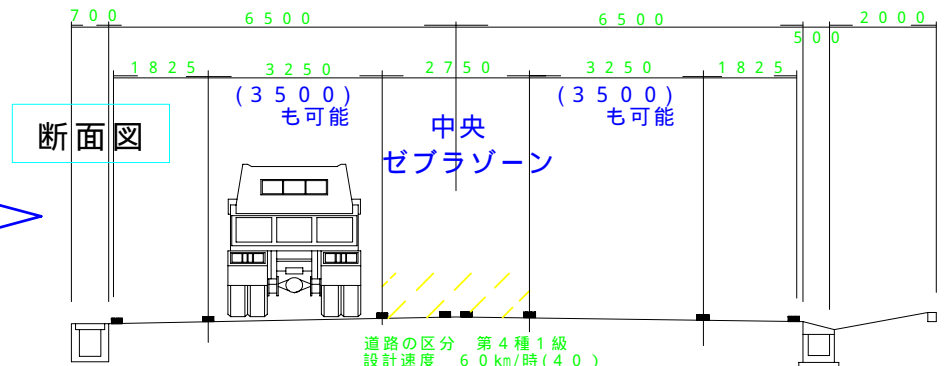 700 6500 6500 2000
500
1825 3250 2750 3250 1825
(3500) (3500)
も可能 も可能
中央
断面図
ゼブラゾーン
道路の区分 第4種1級
設計速度 60km/時(40)